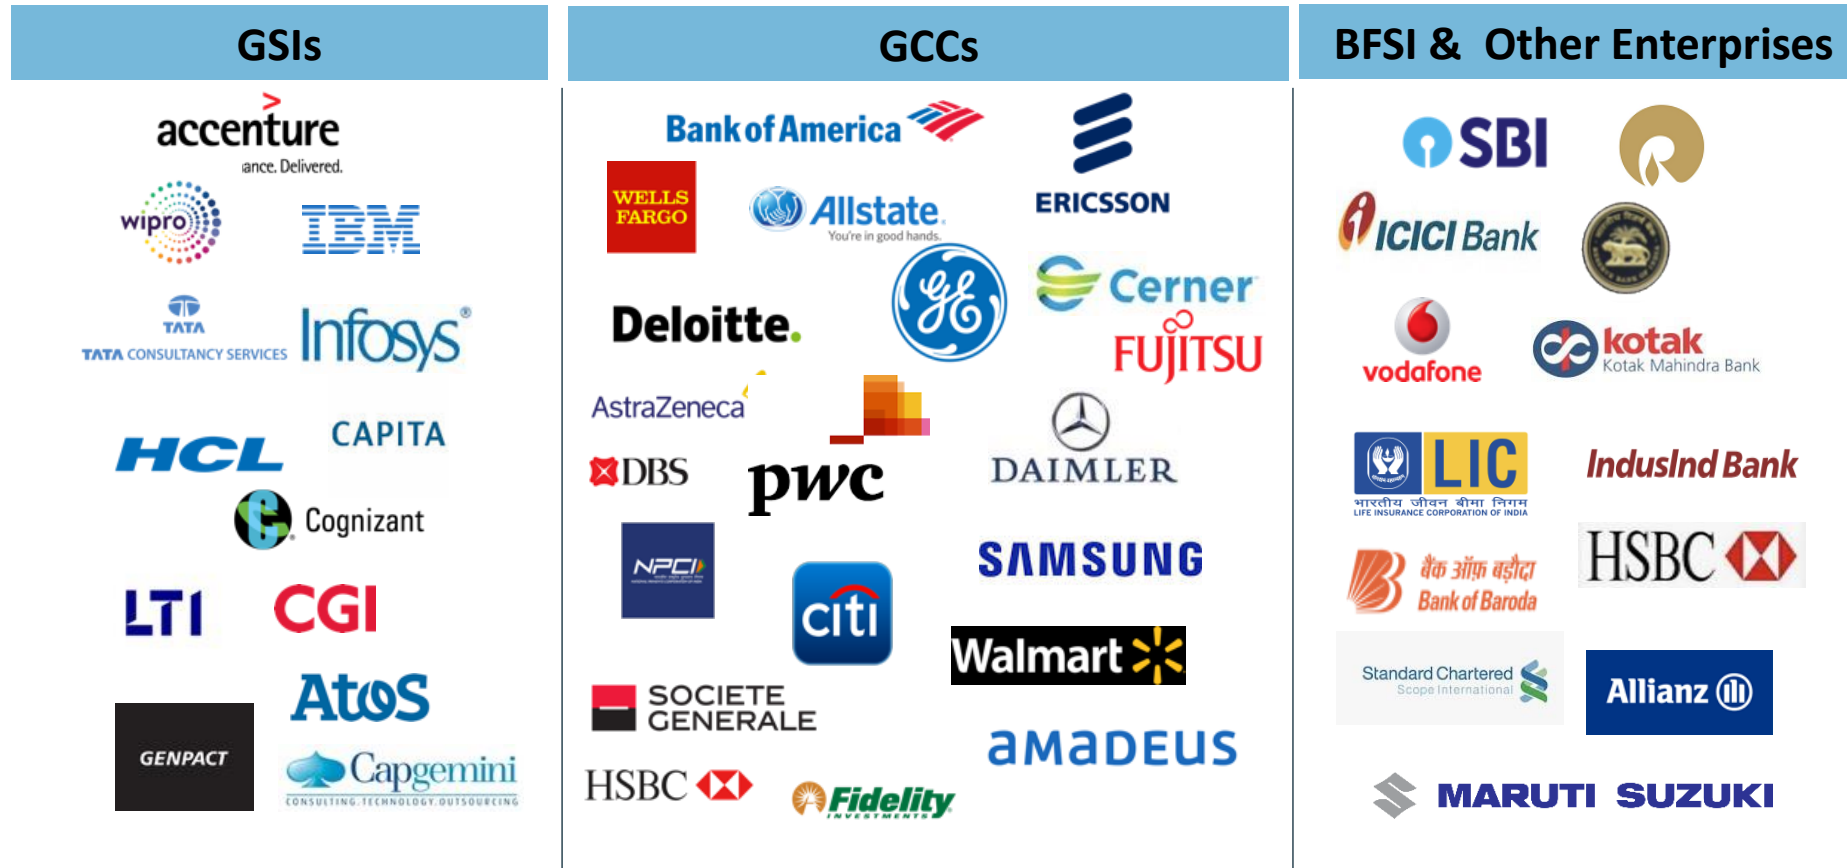 GSIs
accenture
ance. Delivered.
wipro
IBM
TATA
TATA CONSULTANCY SERVICES
Infosys®
HCL
CAPITA
Cognizant
LTI
CGI
Atos
GENPACT
Capgemini
CONSULTING.TECHNOLOGY.OUTSOURCING
GCCs
Bank of America
ERICSSON
WELLS
FARGO
Allstate.
You're in good hands.
GE
Cerner
Deloitte.
FUJITSU
AstraZeneca
DBS
pwc
DAIMLER
NPCI
citi
SAMSUNG
Walmart
SOCIETE
GENERALE
aMaDEUS
HSBC
Fidelity
INVESTMENTS
BFSI & Other Enterprises
SBI
ICICI Bank
vodafone
kotak
Kotak Mahindra Bank
LIC
भारतीय जीवन बीमा निगम
LIFE INSURANCE CORPORATION OF INDIA
IndusInd Bank
बैंक ऑफ़ बड़ौदा
Bank of Baroda
HSBC
Standard Chartered
Scope International
Allianz
MARUTI SUZUKI